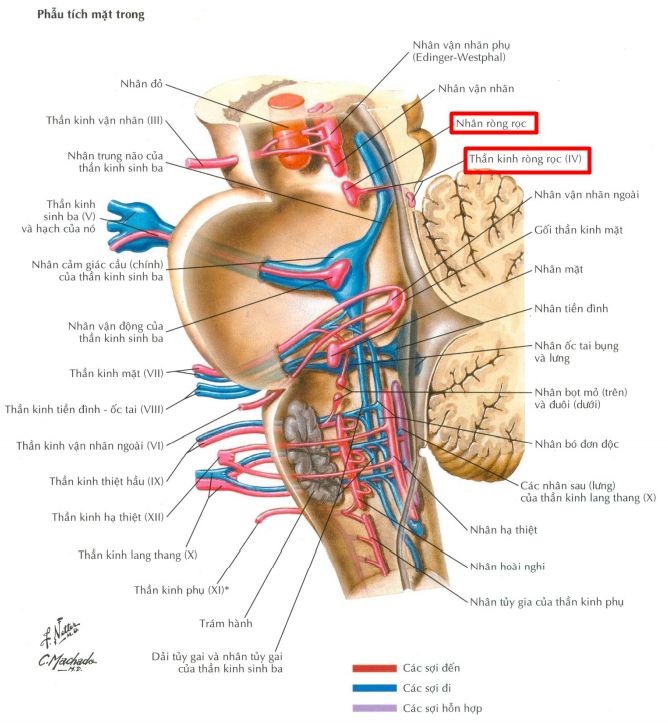 Phẫu tích mặt trong
Nhân vận nhãn phụ
(Edinger-Westphal)
Nhân đỏ
Nhân vận nhãn
Thần kinh vận nhãn (III)
Nhân ròng rọc
Nhân trung não của
thần kinh sinh ba
Thần kinh ròng rọc (IV)
Thần kinh
sinh ba (V)
và hạch của nó
Nhân vận nhãn ngoài
Gối thần kinh mặt
Nhân cảm giác cầu (chính)
của thần kinh sinh ba
Nhân mặt
Nhân tiền đình
Nhân vận động của
thần kinh sinh ba
Nhân ốc tai bụng
và lưng
Thần kinh mặt (VII)
Nhân bọt mỏ (trên)
và đuôi (dưới)
Thần kinh tiền đình - ốc tai (VIII)
Thần kinh vận nhãn ngoài (VI)
Nhân bó đơn độc
Thần kinh thiệt hầu (IX)
Các nhân sau (lưng)
của thần kinh lang thang (X)
Thần kinh hạ thiệt (XII)
Nhân hạ thiệt
Thần kinh lang thang (X)
Nhân hoài nghi
Thần kinh phụ (XI)*
Nhân tủy gia của thần kinh phụ
Trám hành
Dải tủy gai và nhân tủy gai
của thần kinh sinh ba
F. Netter
M.D.
C. Machado
M.D.
Các sợi đến
Các sợi đi
Các sợi hỗn hợp